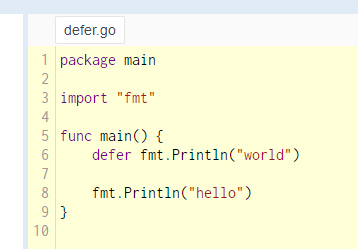 defer.go
1 package main
2
3 import "fmt"
4
5 func main() {
6     defer fmt.Println("world")
7
8     fmt.Println("hello")
9 }
10